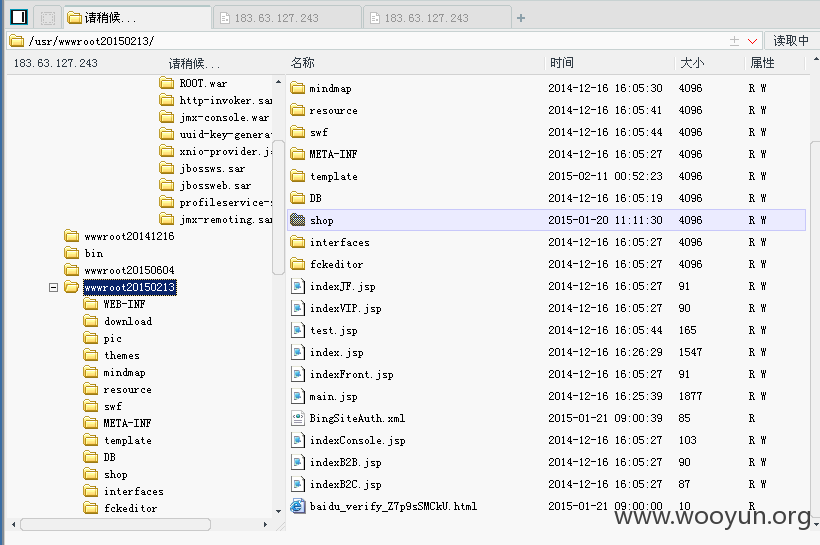 请稍候... 183.63.127.243 183.63.127.243
/usr/wwwroot20150213/ 读取中
183.63.127.243 请稍候...
ROOT.war
http-invoker.sar
jmx-console.war
uuid-key-genera
xnio-provider.j
jbossws.sar
jbossweb.sar
profileservice-s
jmx-remoting.sar
wwwroot20141216
bin
wwwroot20150604
wwwroot20150213
WEB-INF
download
pic
themes
mindmap
resource
swf
META-INF
template
DB
shop
interfaces
fckeditor
名称 时间 大小 属性
mindmap 2014-12-16 16:05:30 4096 R W
resource 2014-12-16 16:05:41 4096 R W
swf 2014-12-16 16:05:44 4096 R W
META-INF 2014-12-16 16:05:27 4096 R W
template 2015-02-11 00:52:23 4096 R W
DB 2014-12-16 16:05:19 4096 R W
shop 2015-01-20 11:11:30 4096 R W
interfaces 2014-12-16 16:05:27 4096 R W
fckeditor 2014-12-16 16:05:27 4096 R W
indexJF.jsp 2014-12-16 16:05:27 91 R W
indexVIP.jsp 2014-12-16 16:05:27 90 R W
test.jsp 2014-12-16 16:05:44 165 R W
index.jsp 2014-12-16 16:26:29 1547 R W
indexFront.jsp 2014-12-16 16:05:27 91 R W
main.jsp 2014-12-16 16:25:39 1877 R W
BingSiteAuth.xml 2015-01-21 09:00:39 85 R
indexConsole.jsp 2014-12-16 16:05:27 103 R W
indexB2B.jsp 2014-12-16 16:05:27 90 R W
indexB2C.jsp 2014-12-16 16:05:27 87 R W
baidu_verify_Z7p9sSMCkU.html 2015-01-21 09:00:00 10 R
www.wooyun.org